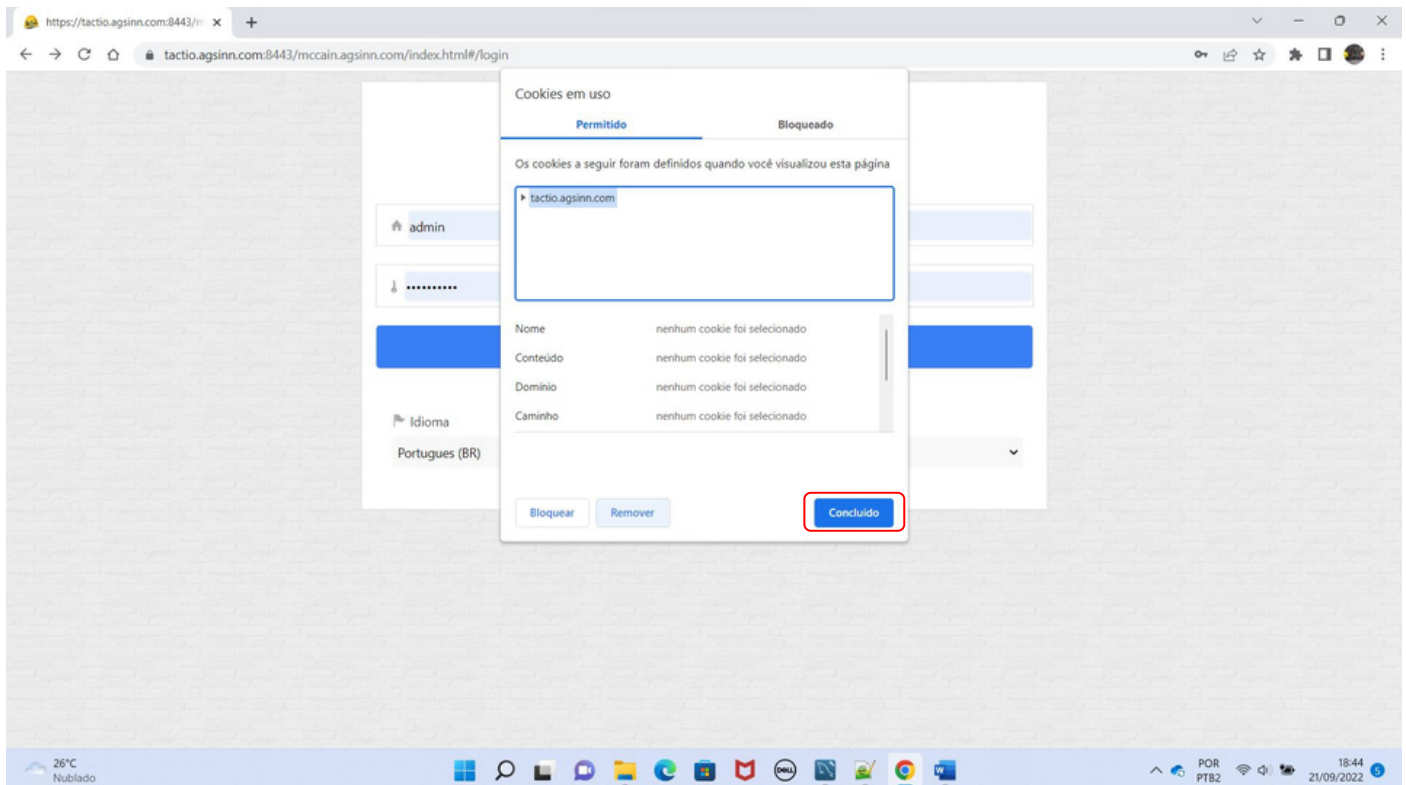 https://tactio.agsinn.com:8443/m
tactio.agsinn.com:8443/mccain.agsinn.com/index.html#/login
Cookies em uso
Permitido Bloqueado
Os cookies a seguir foram definidos quando você visualizou esta página
tactio.agsinn.com
admin
••••••••••
Nome nenhum cookie foi selecionado
Conteúdo nenhum cookie foi selecionado
Domínio nenhum cookie foi selecionado
Caminho nenhum cookie foi selecionado
Idioma
Portugues (BR)
Bloquear Remover Concluído
26°C
Nublado
DELL
W
POR
PTB2
18:44
21/09/2022
5